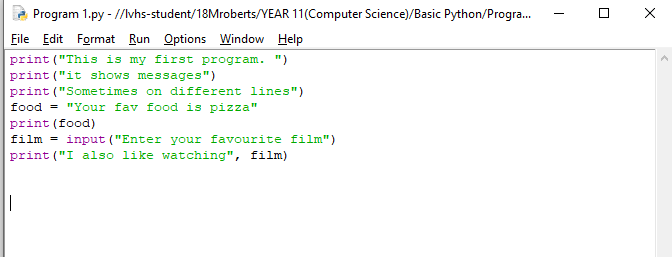 Program 1.py - //lvhs-student/18Mroberts/YEAR 11(Computer Science)/Basic Python/Progra...
File Edit Format Run Options Window Help
print("This is my first program. ")
print("it shows messages")
print("Sometimes on different lines")
food = "Your fav food is pizza"
print(food)
film = input("Enter your favourite film")
print("I also like watching", film)